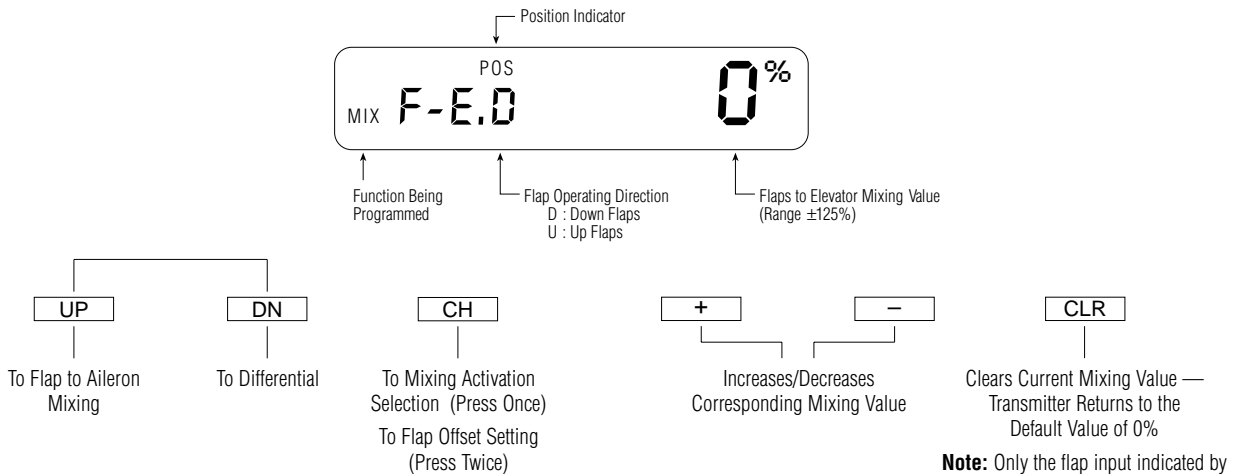 Position Indicator
POS
0%
MIX F-E.D
Function Being
Programmed
Flap Operating Direction
D : Down Flaps
U : Up Flaps
Flaps to Elevator Mixing Value
(Range ±125%)
UP
DN
CH
+
–
CLR
To Flap to Aileron
Mixing
To Differential
To Mixing Activation
Selection (Press Once)
To Flap Offset Setting
(Press Twice)
Increases/Decreases
Corresponding Mixing Value
Clears Current Mixing Value —
Transmitter Returns to the
Default Value of 0%
Note: Only the flap input indicated by